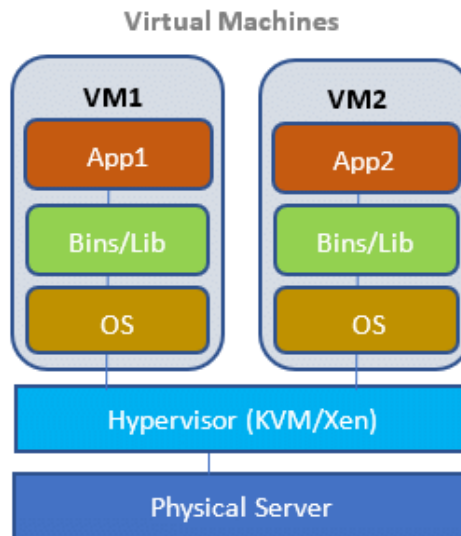 Virtual Machines
VM1
App1
Bins/Lib
OS
VM2
App2
Bins/Lib
OS
Hypervisor (KVM/Xen)
Physical Server